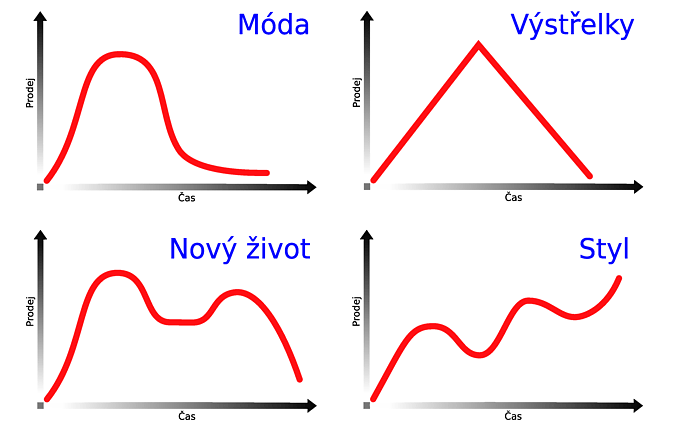 Móda
Prodej
Čas
Výstřelky
Prodej
Čas
Nový život
Prodej
Čas
Styl
Prodej
Čas